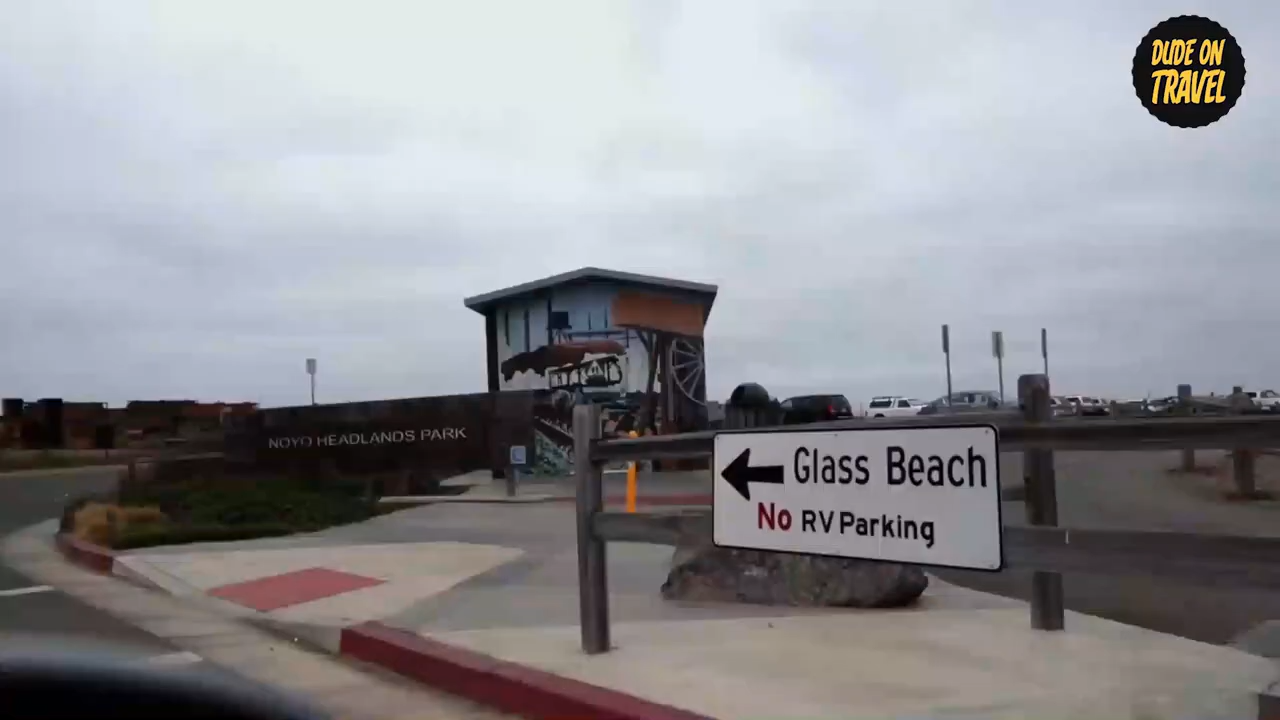 DUDE ON
TRAVEL
NOYO HEADLANDS PARK
Glass Beach
No RV Parking